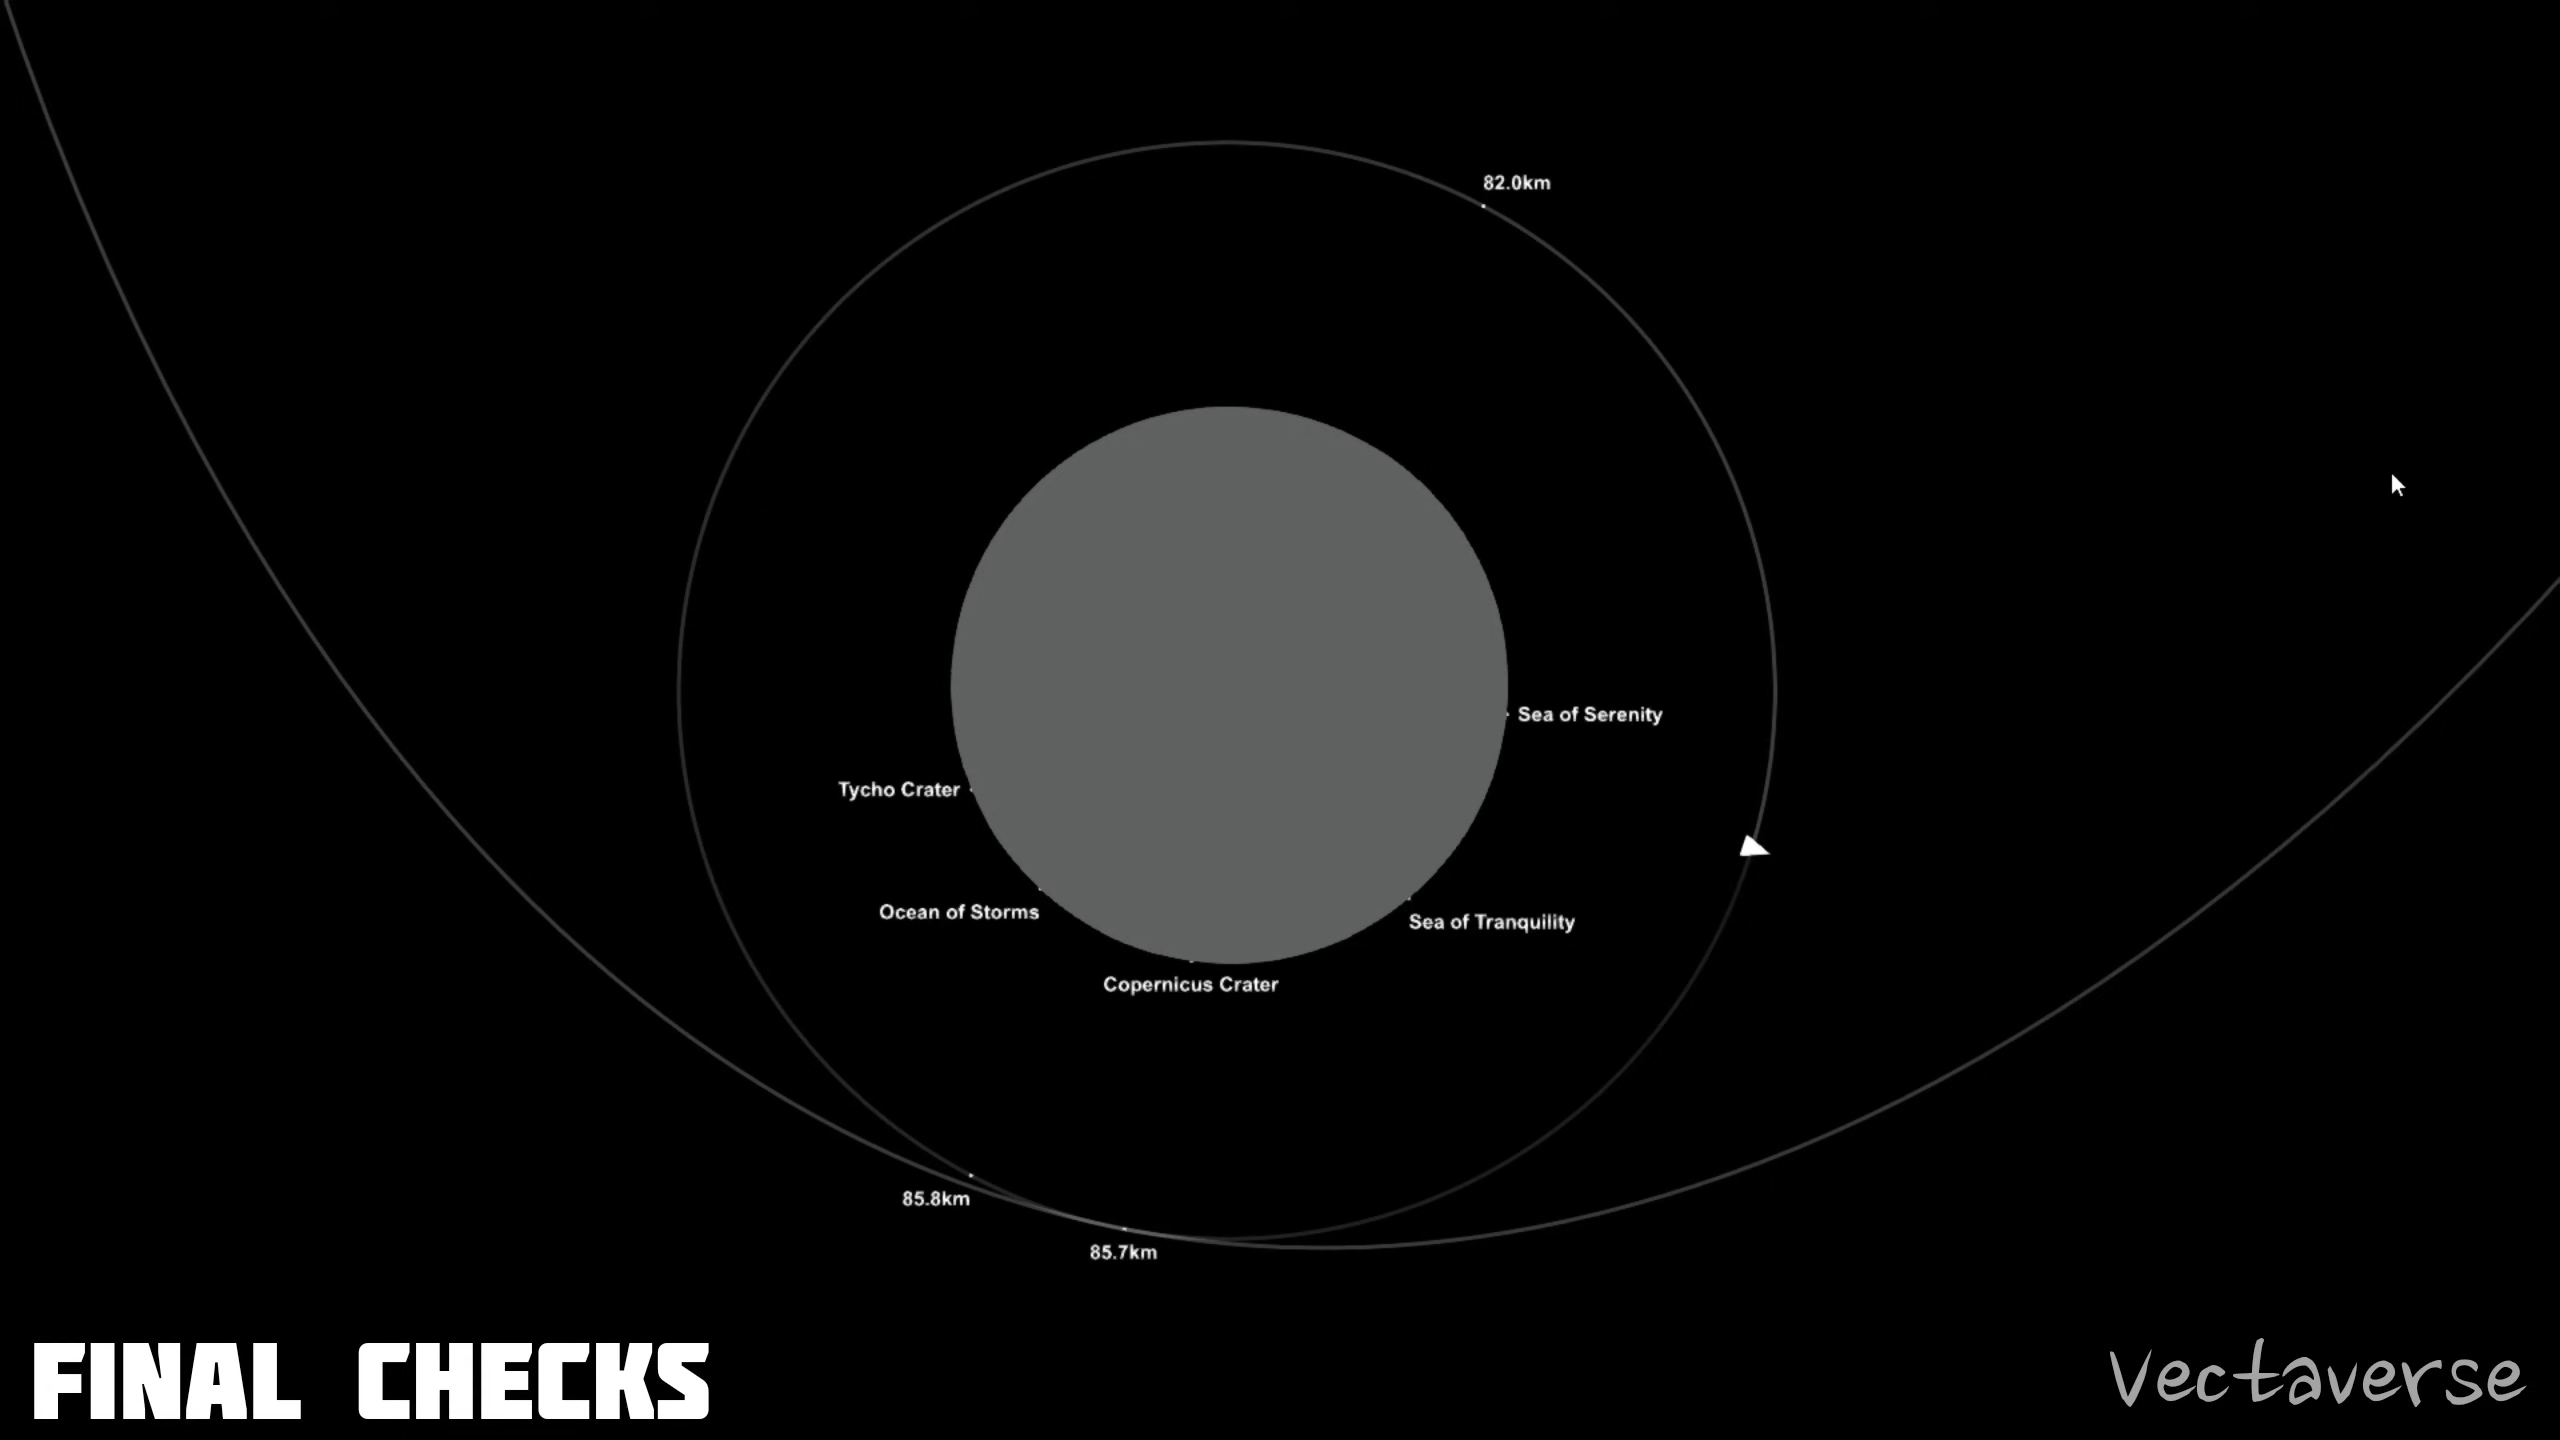 82.0km
Sea of Serenity
Tycho Crater
Ocean of Storms
Sea of Tranquility
Copernicus Crater
85.8km
85.7km
FINAL CHECKS
Vectaverse